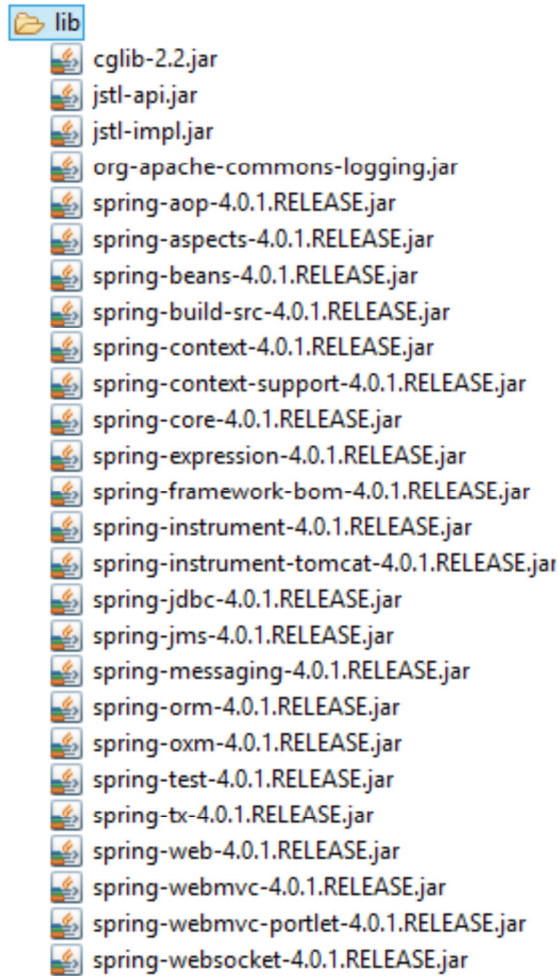 lib
cglib-2.2.jar
jstl-api.jar
jstl-impl.jar
org-apache-commons-logging.jar
spring-aop-4.0.1.RELEASE.jar
spring-aspects-4.0.1.RELEASE.jar
spring-beans-4.0.1.RELEASE.jar
spring-build-src-4.0.1.RELEASE.jar
spring-context-4.0.1.RELEASE.jar
spring-context-support-4.0.1.RELEASE.jar
spring-core-4.0.1.RELEASE.jar
spring-expression-4.0.1.RELEASE.jar
spring-framework-bom-4.0.1.RELEASE.jar
spring-instrument-4.0.1.RELEASE.jar
spring-instrument-tomcat-4.0.1.RELEASE.jar
spring-jdbc-4.0.1.RELEASE.jar
spring-jms-4.0.1.RELEASE.jar
spring-messaging-4.0.1.RELEASE.jar
spring-orm-4.0.1.RELEASE.jar
spring-oxm-4.0.1.RELEASE.jar
spring-test-4.0.1.RELEASE.jar
spring-tx-4.0.1.RELEASE.jar
spring-web-4.0.1.RELEASE.jar
spring-webmvc-4.0.1.RELEASE.jar
spring-webmvc-portlet-4.0.1.RELEASE.jar
spring-websocket-4.0.1.RELEASE.jar